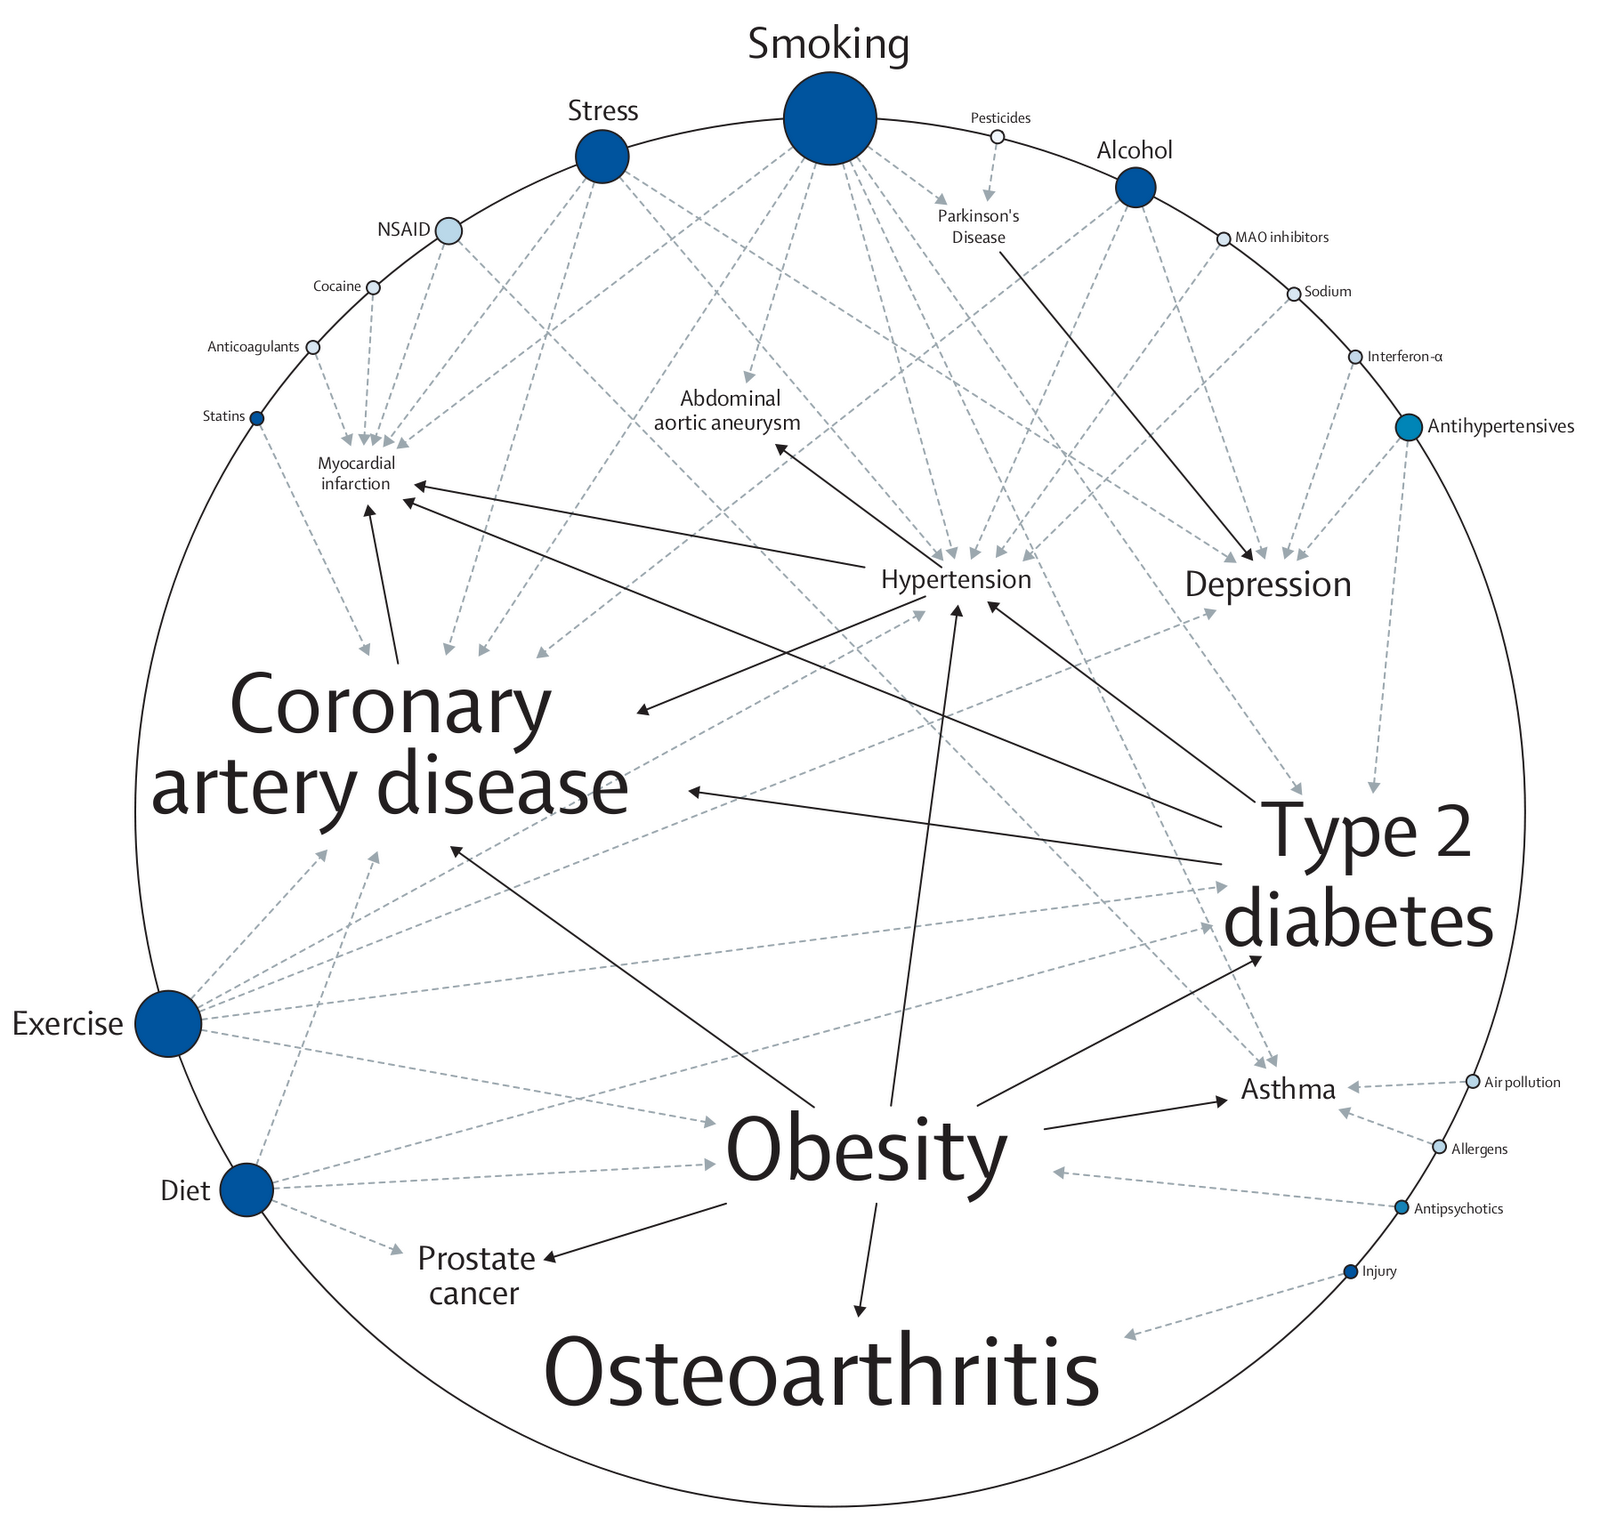 Smoking
Stress
Pesticides
Alcohol
Parkinson's
Disease
NSAID
MAO inhibitors
Cocaine
Sodium
Anticoagulants
Interferon-α
Statins
Abdominal
aortic aneurysm
Antihypertensives
Myocardial
infarction
Hypertension
Depression
Coronary
artery disease
Type 2
diabetes
Exercise
Asthma
Air pollution
Obesity
Allergens
Diet
Antipsychotics
Prostate
cancer
Injury
Osteoarthritis